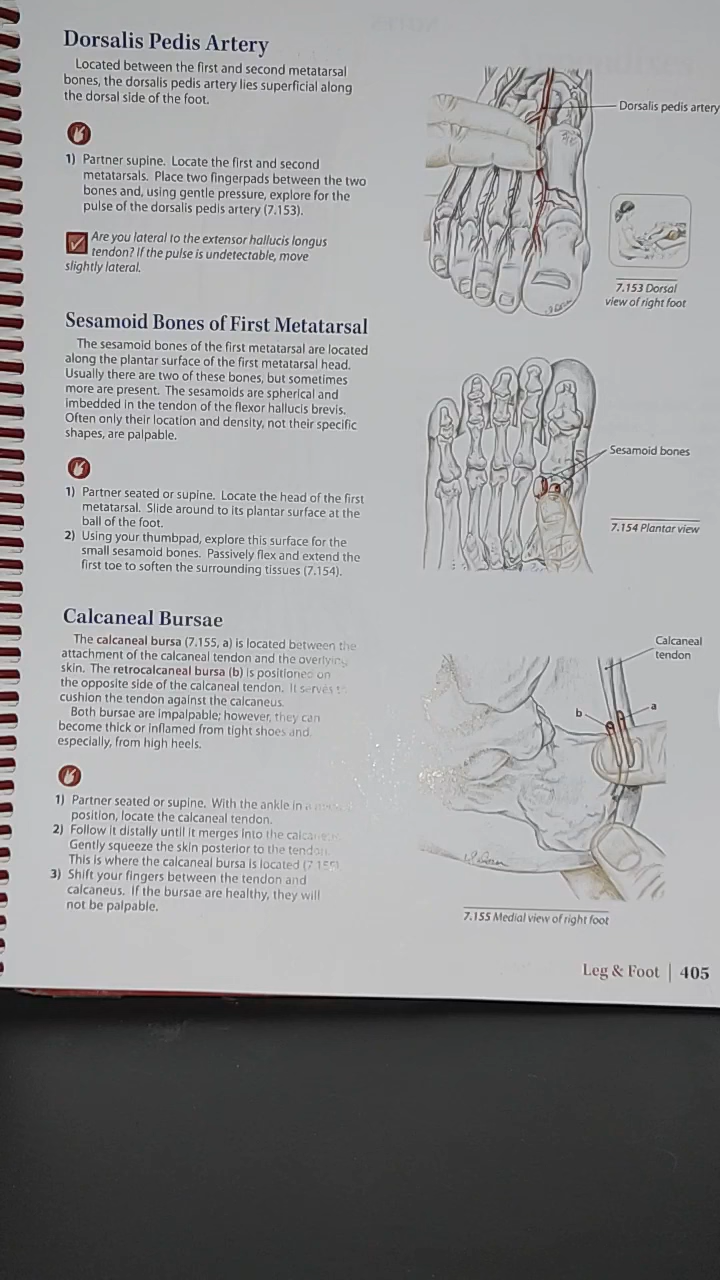 Dorsalis Pedis Artery
Located between the first and second metatarsal
bones, the dorsalis pedis artery lies superficial along
the dorsal side of the foot.
1) Partner supine. Locate the first and second
metatarsals. Place two fingerpads between the two
bones and, using gentle pressure, explore for the
pulse of the dorsalis pedis artery (7.153).
Are you lateral to the extensor hallucis longus
tendon? If the pulse is undetectable, move
slightly lateral.
Dorsalis pedis artery
7.153 Dorsal
view of right foot
Sesamoid Bones of First Metatarsal
The sesamoid bones of the first metatarsal are located
along the plantar surface of the first metatarsal head.
Usually there are two of these bones, but sometimes
more are present. The sesamoids are spherical and
imbedded in the tendon of the flexor hallucis brevis.
Often only their location and density, not their specific
shapes, are palpable.
1) Partner seated or supine. Locate the head of the first
metatarsal. Slide around to its plantar surface at the
ball of the foot.
2) Using your thumbpad, explore this surface for the
small sesamoid bones. Passively flex and extend the
first toe to soften the surrounding tissues (7.154).
Sesamoid bones
7.154 Plantar view
Calcaneal Bursae
The calcaneal bursa (7.155, a) is located between the
attachment of the calcaneal tendon and the overlying
skin. The retrocalcaneal bursa (b) is positioned on
the opposite side of the calcaneal tendon. It serves
cushion the tendon against the calcaneus.
Both bursae are impalpable; however, they can
become thick or inflamed from tight shoes and,
especially, from high heels.
1) Partner seated or supine. With the ankle in
position, locate the calcaneal tendon.
2) Follow it distally until it merges into the
Gently squeeze the skin posterior to the tendon.
This is where the calcaneal bursa is located (7.155).
3) Shift your fingers between the tendon and
calcaneus. If the bursae are healthy, they will
not be palpable.
Calcaneal
tendon
b
a
7.155 Medial view of right foot
Leg & Foot | 405